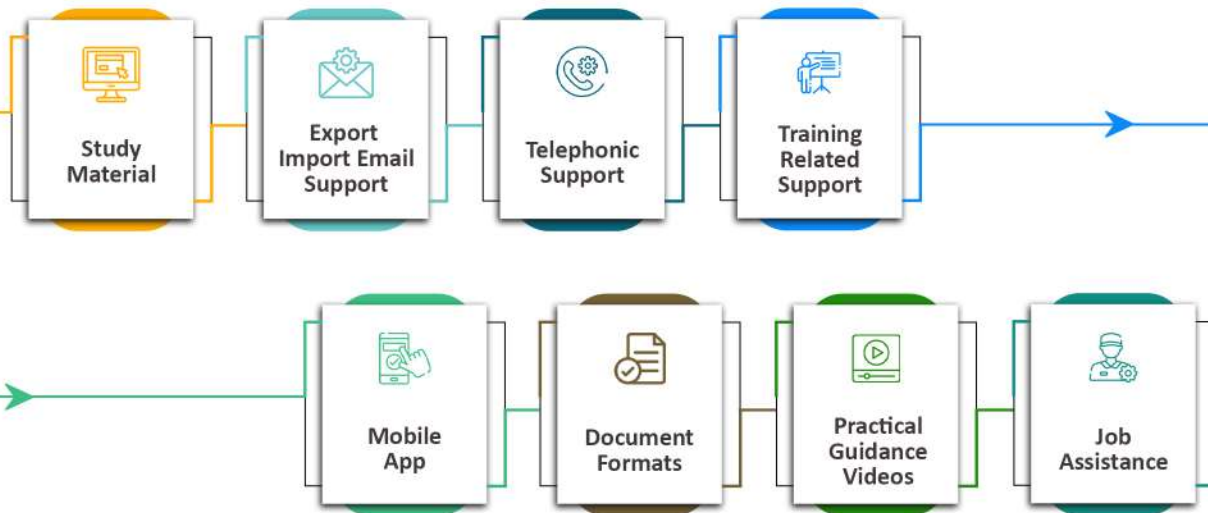 Study
Material
Export
Import Email
Support
Telephonic
Support
Training
Related
Support
Mobile
App
Document
Formats
Practical
Guidance
Videos
Job
Assistance